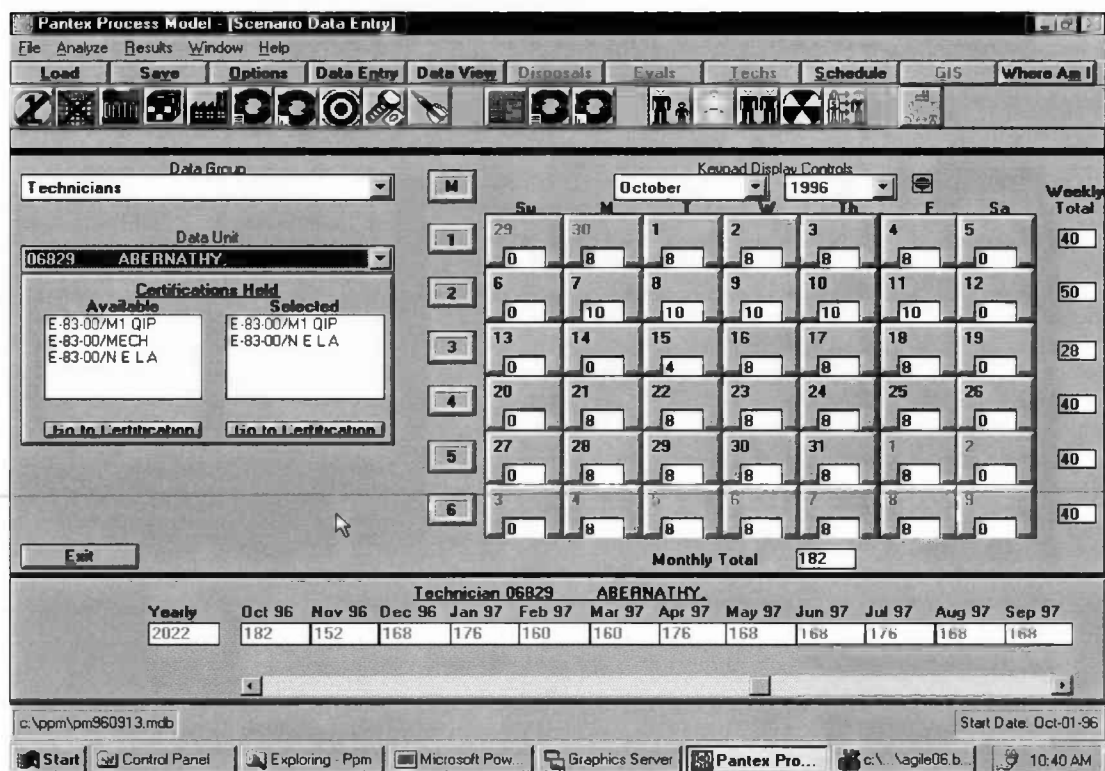 Pantex Process Model - [Scenario Data Entry]
File Analyze Results Window Help
Load Save Options Data Entry Data View Disposals Evals Techs Schedule GIS Where Am I
Data Group
Technicians
Data Unit
06829 ABERNATHY,
Certifications Held
Available Selected
E-83-00/M1 QIP E-83-00/M1 QIP
E-83-00/MECH E-83-00/N E L A
E-83-00/N E L A
Go to Certification Go to Certification
Exit
Keypad Display Controls
M October 1996
Weekly Total
Su M T W Th F Sa
1 29 30 1 2 3 4 5
0 8 8 8 8 8 0 40
2 6 7 8 9 10 11 12
0 10 10 10 10 10 0 50
3 13 14 15 16 17 18 19
0 0 4 8 8 8 0 28
4 20 21 22 23 24 25 26
0 8 8 8 8 8 0 40
5 27 28 29 30 31 1 2
0 8 8 8 8 8 0 40
6 3 4 5 6 7 8 9
0 8 8 8 8 8 0 40
Monthly Total 182
Technician 06829 ABERNATHY,
Yearly Oct 96 Nov 96 Dec 96 Jan 97 Feb 97 Mar 97 Apr 97 May 97 Jun 97 Jul 97 Aug 97 Sep 97
2022 182 152 168 176 160 160 176 168 168 176 168 168
c:\ppm\pm960913.mdb Start Date: Oct-01-96
Start Control Panel Exploring - Ppm Microsoft Pow... Graphics Server Pantex Pro... c:\...\agile06.b... 10:40 AM